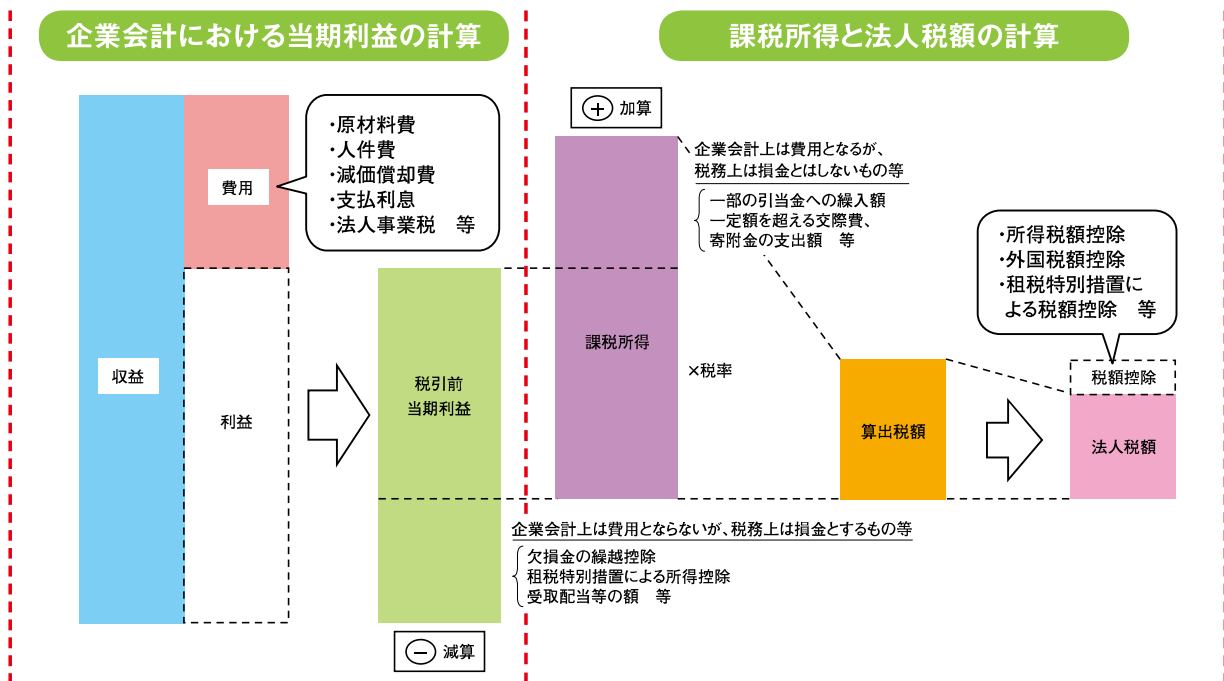 企業会計における当期利益の計算
課税所得と法人税額の計算
費用
・原材料費
・人件費
・減価償却費
・支払利息
・法人事業税　等
収益
利益
税引前
当期利益
− 減算
+ 加算
企業会計上は費用となるが、
税務上は損金とはしないもの等
一部の引当金への繰入額
一定額を超える交際費、
寄附金の支出額　等
課税所得
×税率
企業会計上は費用とならないが、税務上は損金とするもの等
欠損金の繰越控除
租税特別措置による所得控除
受取配当等の額　等
算出税額
・所得税額控除
・外国税額控除
・租税特別措置に
よる税額控除　等
税額控除
法人税額